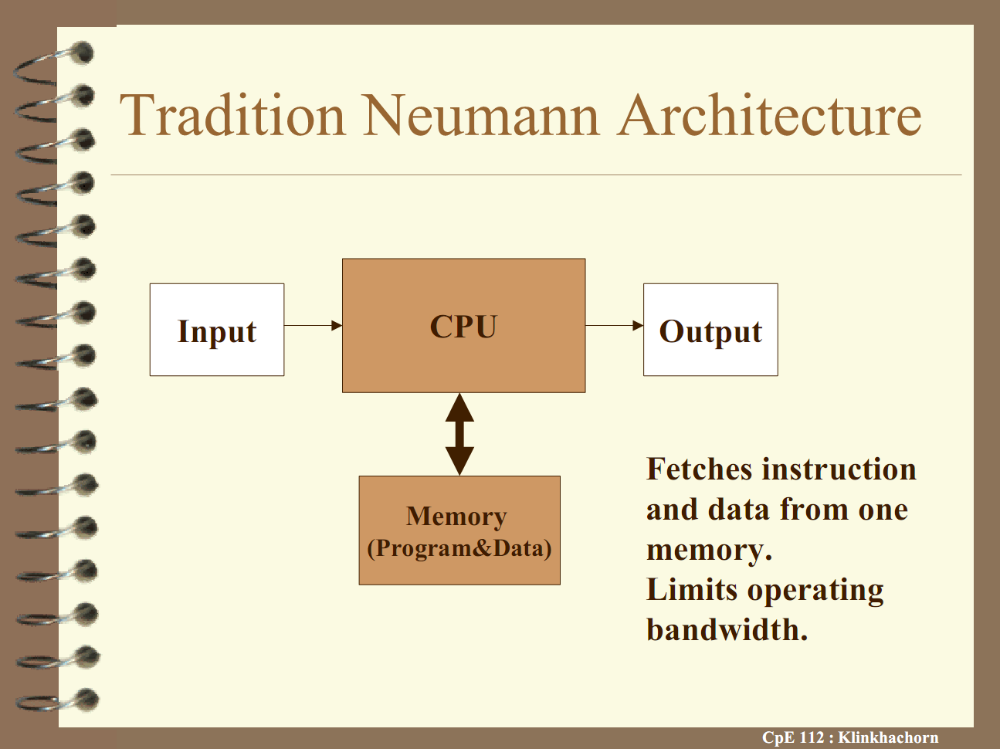 Tradition Neumann Architecture
Input
CPU
Output
Memory
(Program&Data)
Fetches instruction
and data from one
memory.
Limits operating
bandwidth.
CpE 112 : Klinkhachorn